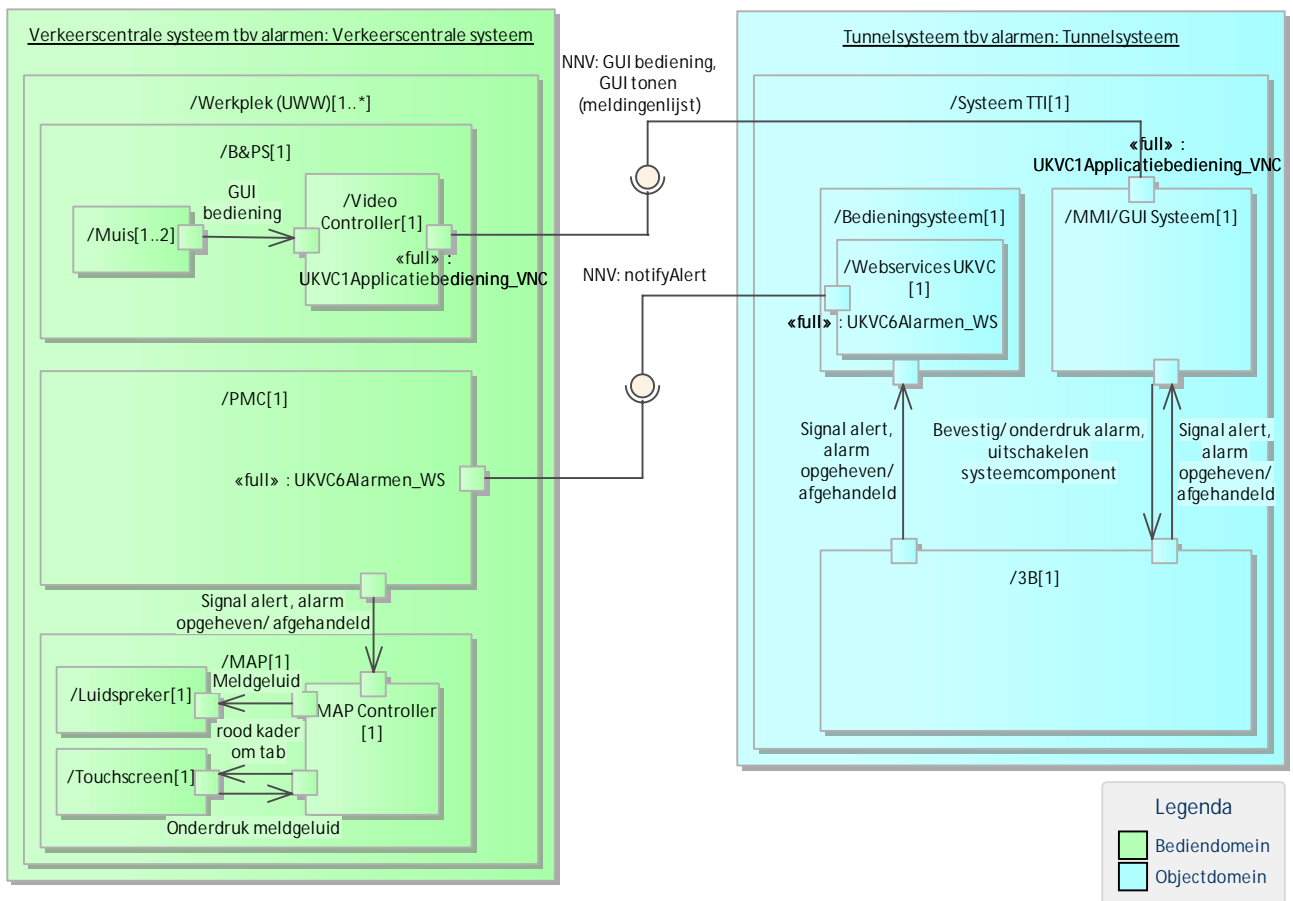 Verkeerscentrale systeem tbv alarmen: Verkeerscentrale systeem
/Werkplek (UWW)[1..*]
/B&PS[1]
GUI
bediening
/Muis[1..2]
/Video
Controller[1]
«full» :
UKVC1Applicatiebediening_VNC
/PMC[1]
«full» : UKVC6Alarmen_WS
Signal alert, alarm
opgeheven/ afgehandeld
/MAP[1]
Meldgeluid
/Luidspreker[1]
MAP Controller
[1]
rood kader
om tab
/Touchscreen[1]
Onderdruk meldgeluid
NNV: GUI bediening,
GUI tonen
(meldingenlijst)
NNV: notifyAlert
Tunnelsysteem tbv alarmen: Tunnelsysteem
/Systeem TTI[1]
«full» :
UKVC1Applicatiebediening_VNC
/Bedieningsysteem[1]
/MMI/GUI Systeem[1]
/Webservices UKVC
[1]
«full» : UKVC6Alarmen_WS
Signal alert,
alarm
opgeheven/
afgehandeld
Bevestig/ onderdruk alarm,
uitschakelen
systeemcomponent
Signal alert,
alarm
opgeheven/
afgehandeld
/3B[1]
Legenda
Bediendomein
Objectdomein